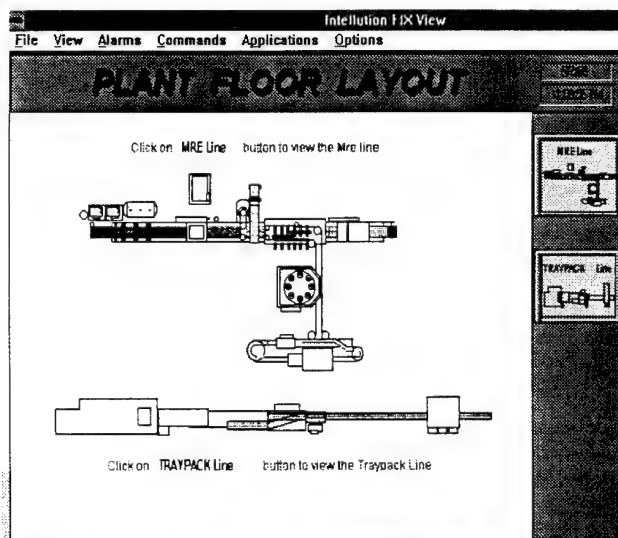 Intellution FIX View
File View Alarms Commands Applications Options
PLANT FLOOR LAYOUT
Click on MRE Line button to view the Mre line
MRE Line
TRAYPACK Line
Click on TRAYPACK Line button to view the Traypack Line